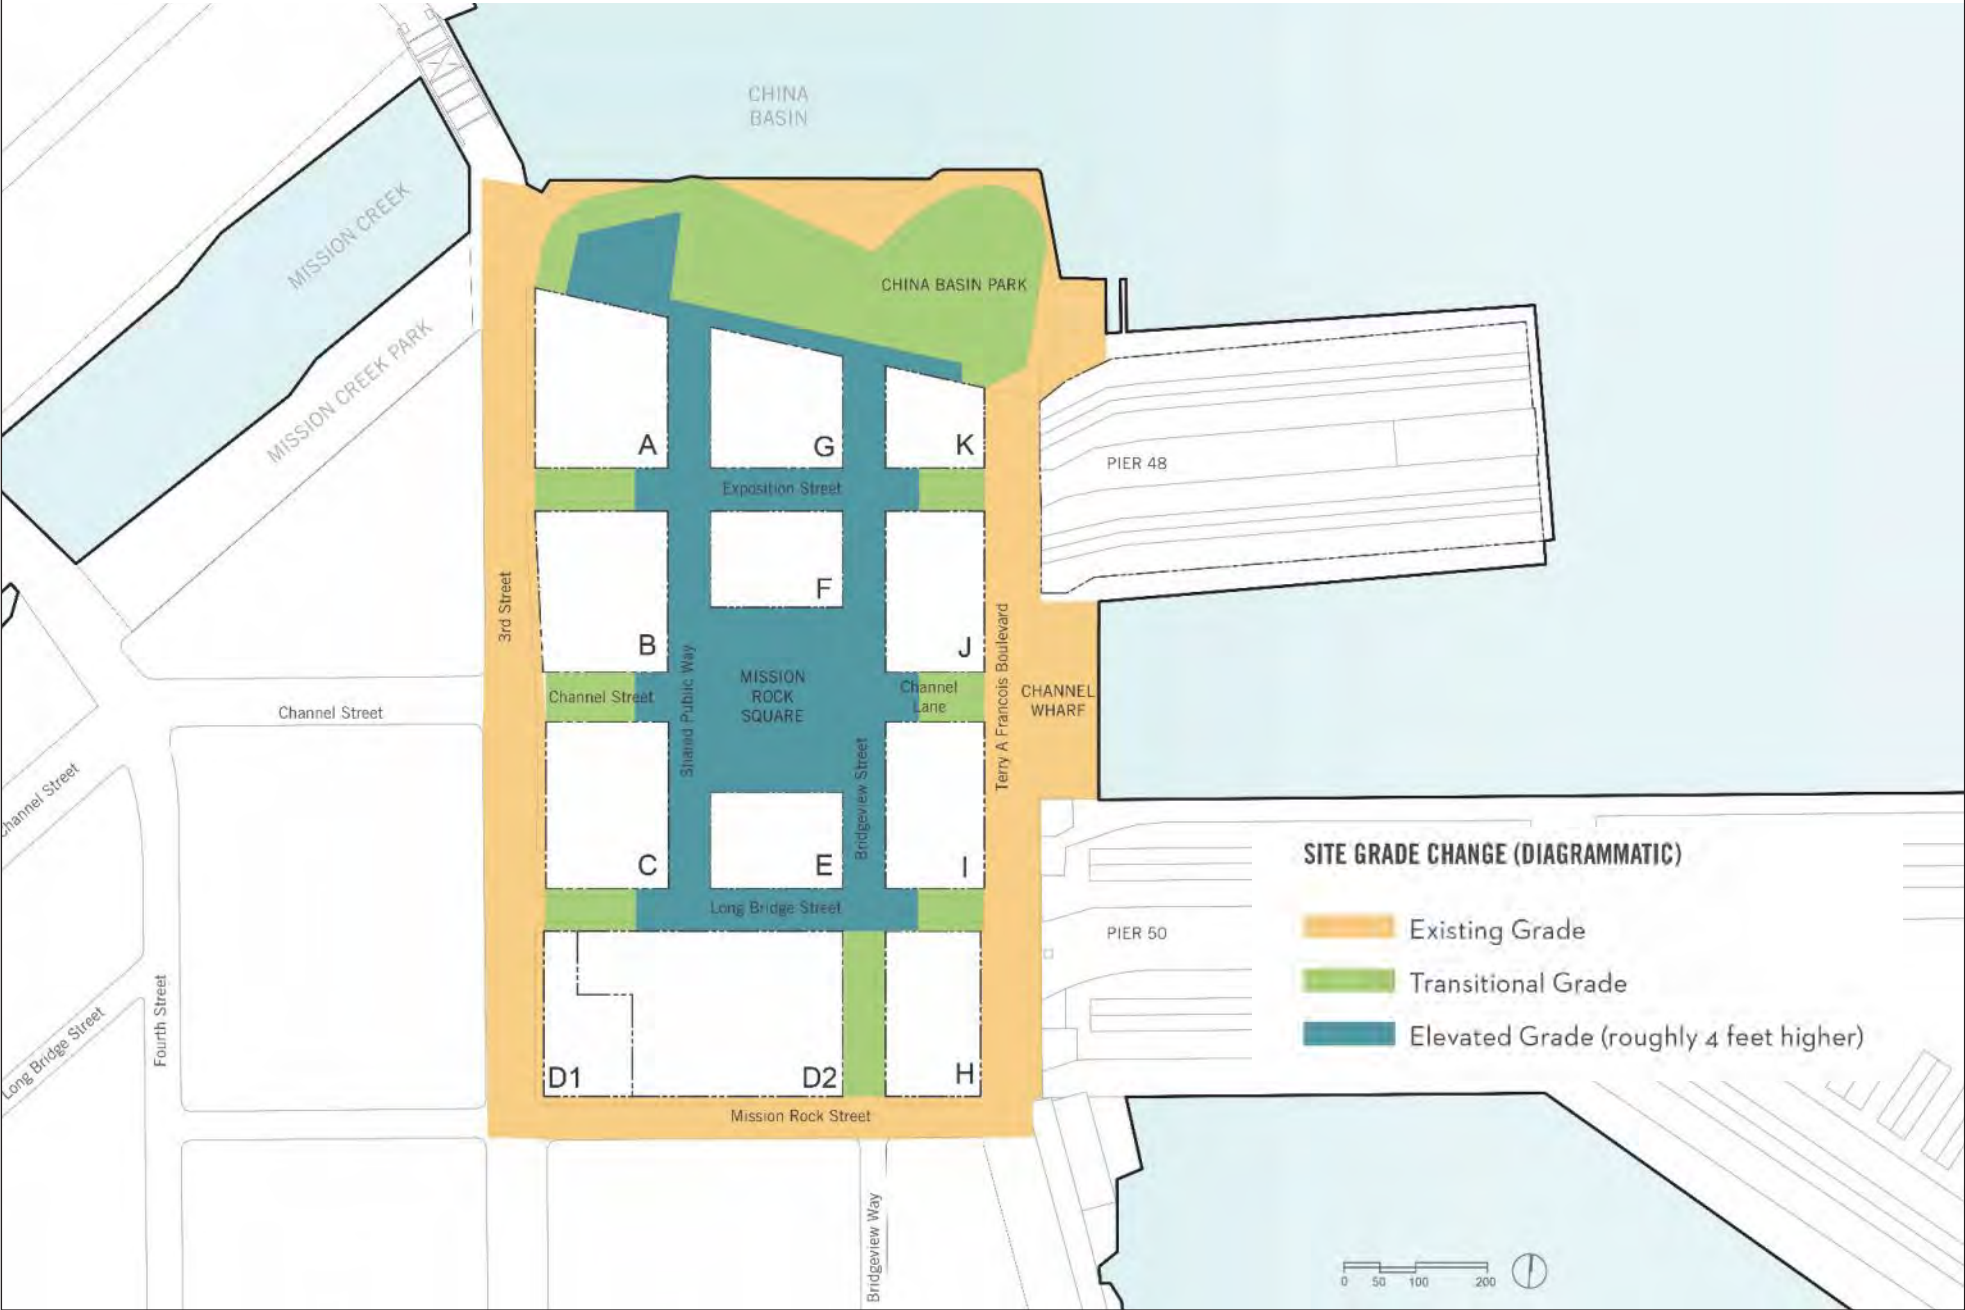 CHINA
BASIN
MISSION CREEK
MISSION CREEK PARK
CHINA BASIN PARK
A
G
K
PIER 48
Exposition Street
3rd Street
F
B
J
Shared Public Way
MISSION
ROCK
SQUARE
Channel Street
Channel
Lane
Terry A Francois Boulevard
CHANNEL
WHARF
Channel Street
Channel Street
Bridgeview Street
C
E
I
Long Bridge Street
PIER 50
Fourth Street
Long Bridge Street
D1
D2
H
Mission Rock Street
Bridgeview Way
SITE GRADE CHANGE (DIAGRAMMATIC)
Existing Grade
Transitional Grade
Elevated Grade (roughly 4 feet higher)
0 50 100 200